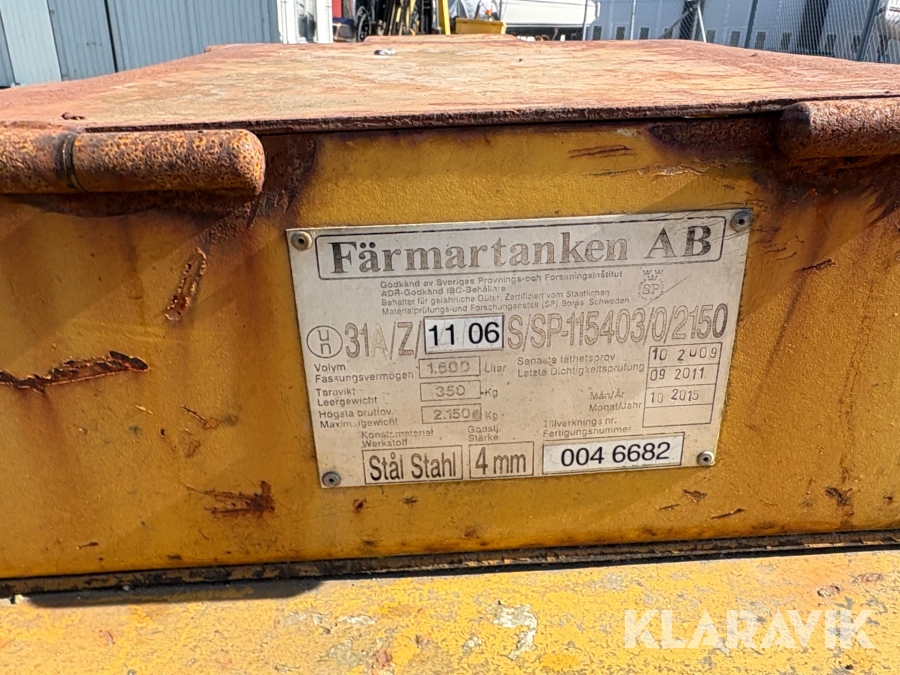 Färmartanken AB
Godkänd av Sveriges Provnings-och Forskningsinstitut
ADR-Godkänd IBC-Behållare
Behälter für gefährliche Güter. Zertifiziert vom Staatlichen
Materialprüfungs- und Forschungsanstalt (SP) Borås Schweden
SP
un 31A/Z/ 11 06 S/SP-115403/0/2150
Volym
Fassungsvermögen 1.500 Liter
Senaste täthetsprov
Letzte Dichtigkeitsprüfung
10 2009
09 2011
Taravikt
Leergewicht 350 Kg
Mån/År
Monat/Jahr
10 2015
Högsta bruttov.
Maximalgewicht 2.150 Kg
Konstr.material
Werkstoff
Stål Stahl
Godstj.
Stärke
4 mm
Tillverknings nr.
Fertigungsnummer
004 6682
KLARAVIK